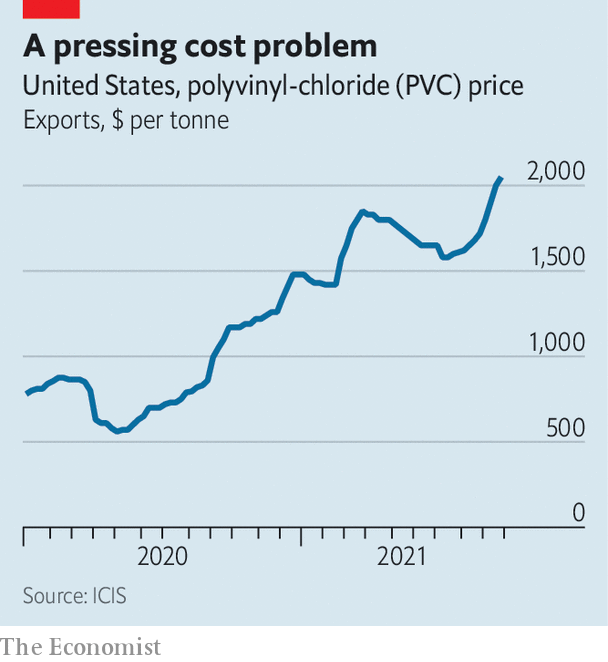 A pressing cost problem
United States, polyvinyl-chloride (PVC) price
Exports, $ per tonne
2,000
1,500
1,000
500
0
2020 2021
Source: ICIS
The Economist